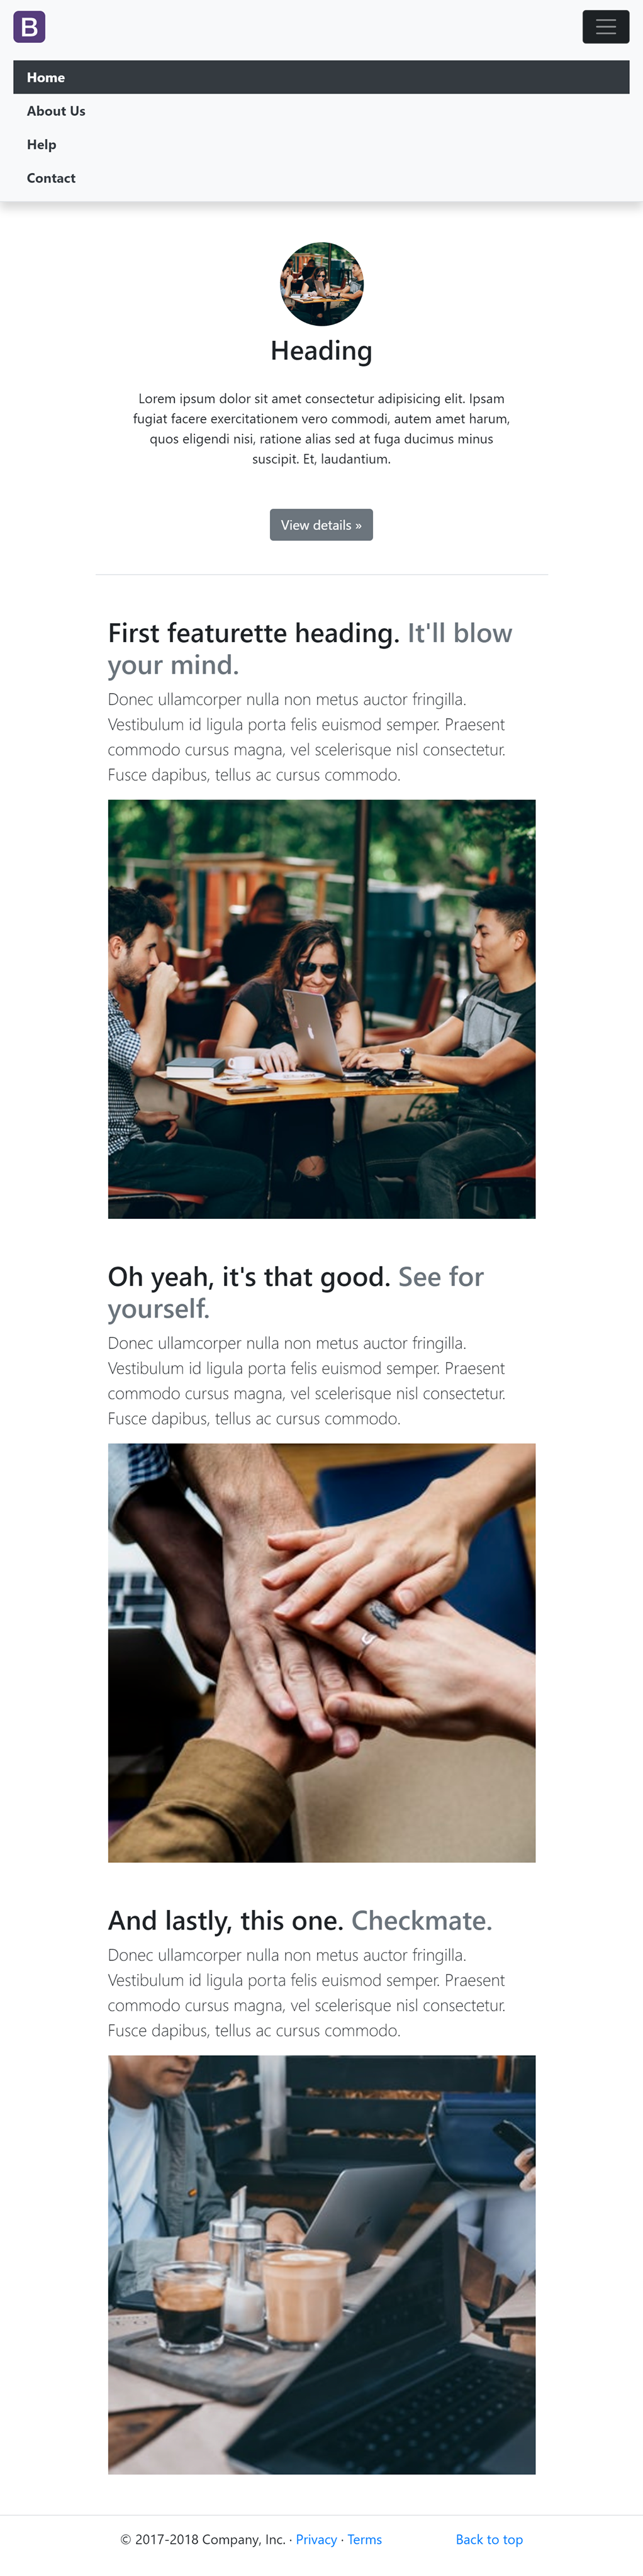 B
Home
About Us
Help
Contact
Heading
Lorem ipsum dolor sit amet consectetur adipisicing elit. Ipsam
fugiat facere exercitationem vero commodi, autem amet harum,
quos eligendi nisi, ratione alias sed at fuga ducimus minus
suscipit. Et, laudantium.
View details »
First featurette heading. It'll blow
your mind.
Donec ullamcorper nulla non metus auctor fringilla.
Vestibulum id ligula porta felis euismod semper. Praesent
commodo cursus magna, vel scelerisque nisl consectetur.
Fusce dapibus, tellus ac cursus commodo.
Oh yeah, it's that good. See for
yourself.
Donec ullamcorper nulla non metus auctor fringilla.
Vestibulum id ligula porta felis euismod semper. Praesent
commodo cursus magna, vel scelerisque nisl consectetur.
Fusce dapibus, tellus ac cursus commodo.
And lastly, this one. Checkmate.
Donec ullamcorper nulla non metus auctor fringilla.
Vestibulum id ligula porta felis euismod semper. Praesent
commodo cursus magna, vel scelerisque nisl consectetur.
Fusce dapibus, tellus ac cursus commodo.
© 2017-2018 Company, Inc. · Privacy · Terms Back to top